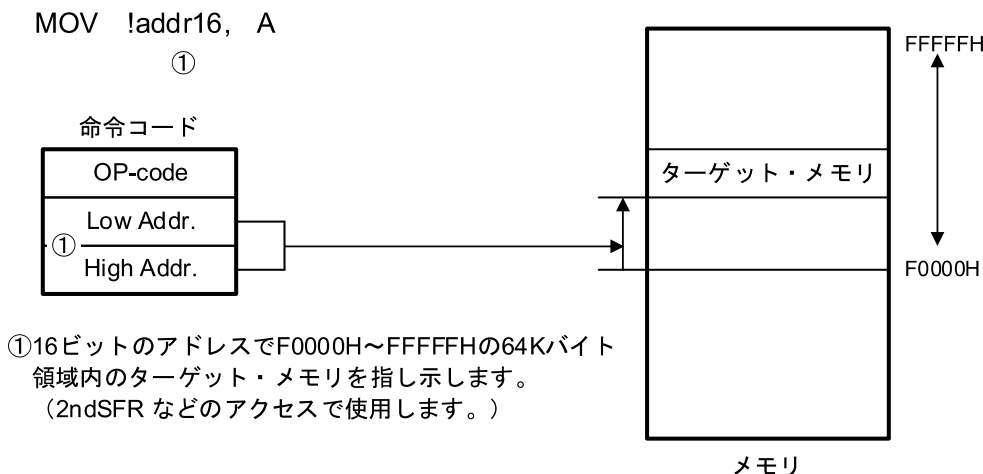 MOV !addr16, A
①
命令コード
OP-code
Low Addr.
①
High Addr.
FFFFFH
ターゲット・メモリ
F0000H
メモリ
①16ビットのアドレスでF0000H～FFFFFHの64Kバイト
領域内のターゲット・メモリを指し示します。
（2ndSFR などのアクセスで使用します。）